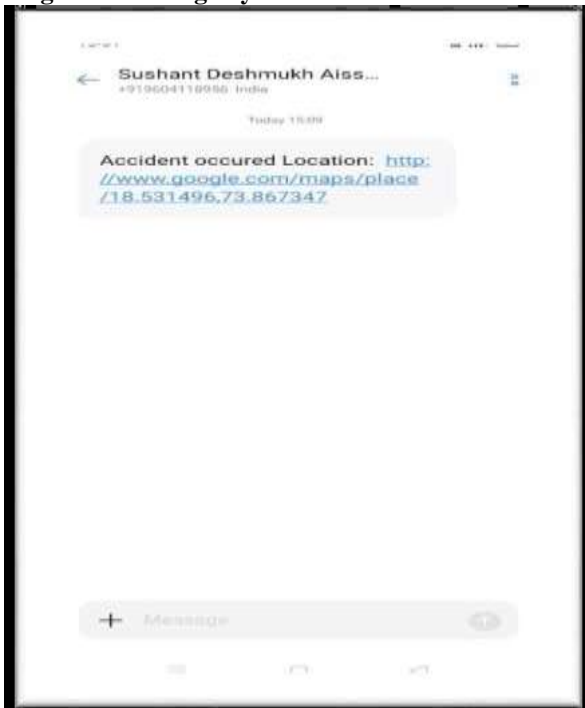 Sushant Deshmukh Aiss...
India
Today 15:09
Accident occured Location: http:
//www.google.com/maps/place
/18.531496,73.867347
Message